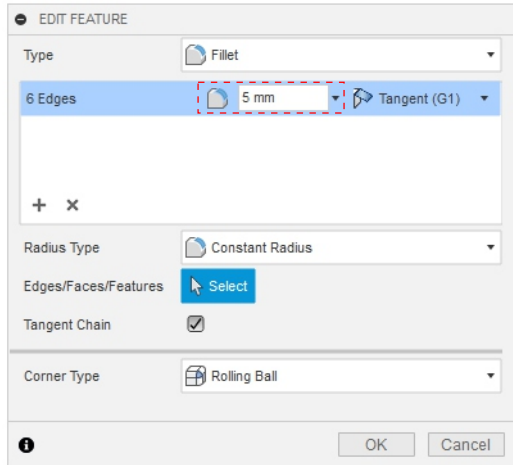 EDIT FEATURE
Type Fillet
6 Edges 5 mm Tangent (G1)
Radius Type Constant Radius
Edges/Faces/Features Select
Tangent Chain
Corner Type Rolling Ball
OK Cancel